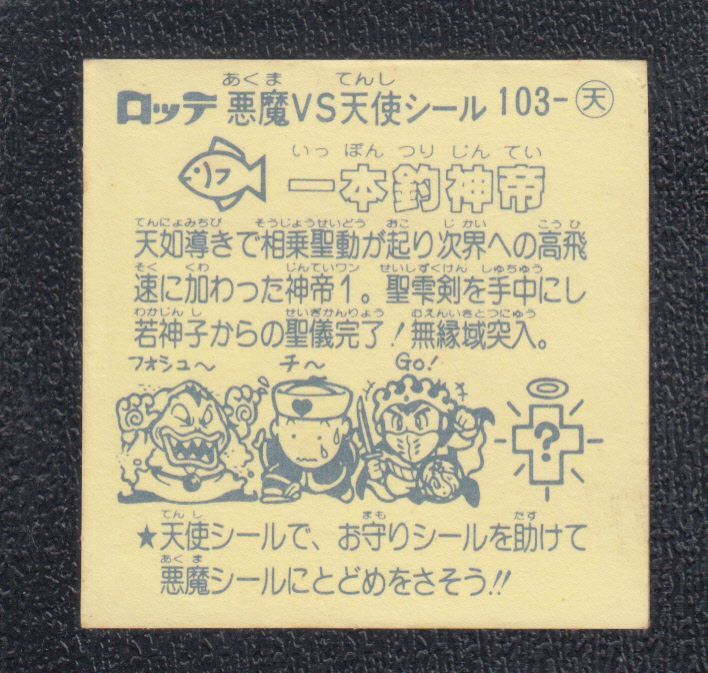 あくま てんし
ロッテ 悪魔VS天使シール 103-天
いっ ぽん つり じん てい
一本釣神帝
てんにょみちび そうじょうせいどう おこ じかい こうひ
天如導きで相乗聖動が起り次界への高飛
そく くわ じんていワン せいしずくけん しゅちゅう
速に加わった神帝1。聖雫剣を手中にし
わかじんし せいぎかんりょう むえんいきとつにゅう
若神子からの聖儀完了!無縁域突入。
フォシュ〜 チ〜 Go!
?
てんし まも たす
★天使シールで、お守りシールを助けて
あくま
悪魔シールにとどめをさそう!!